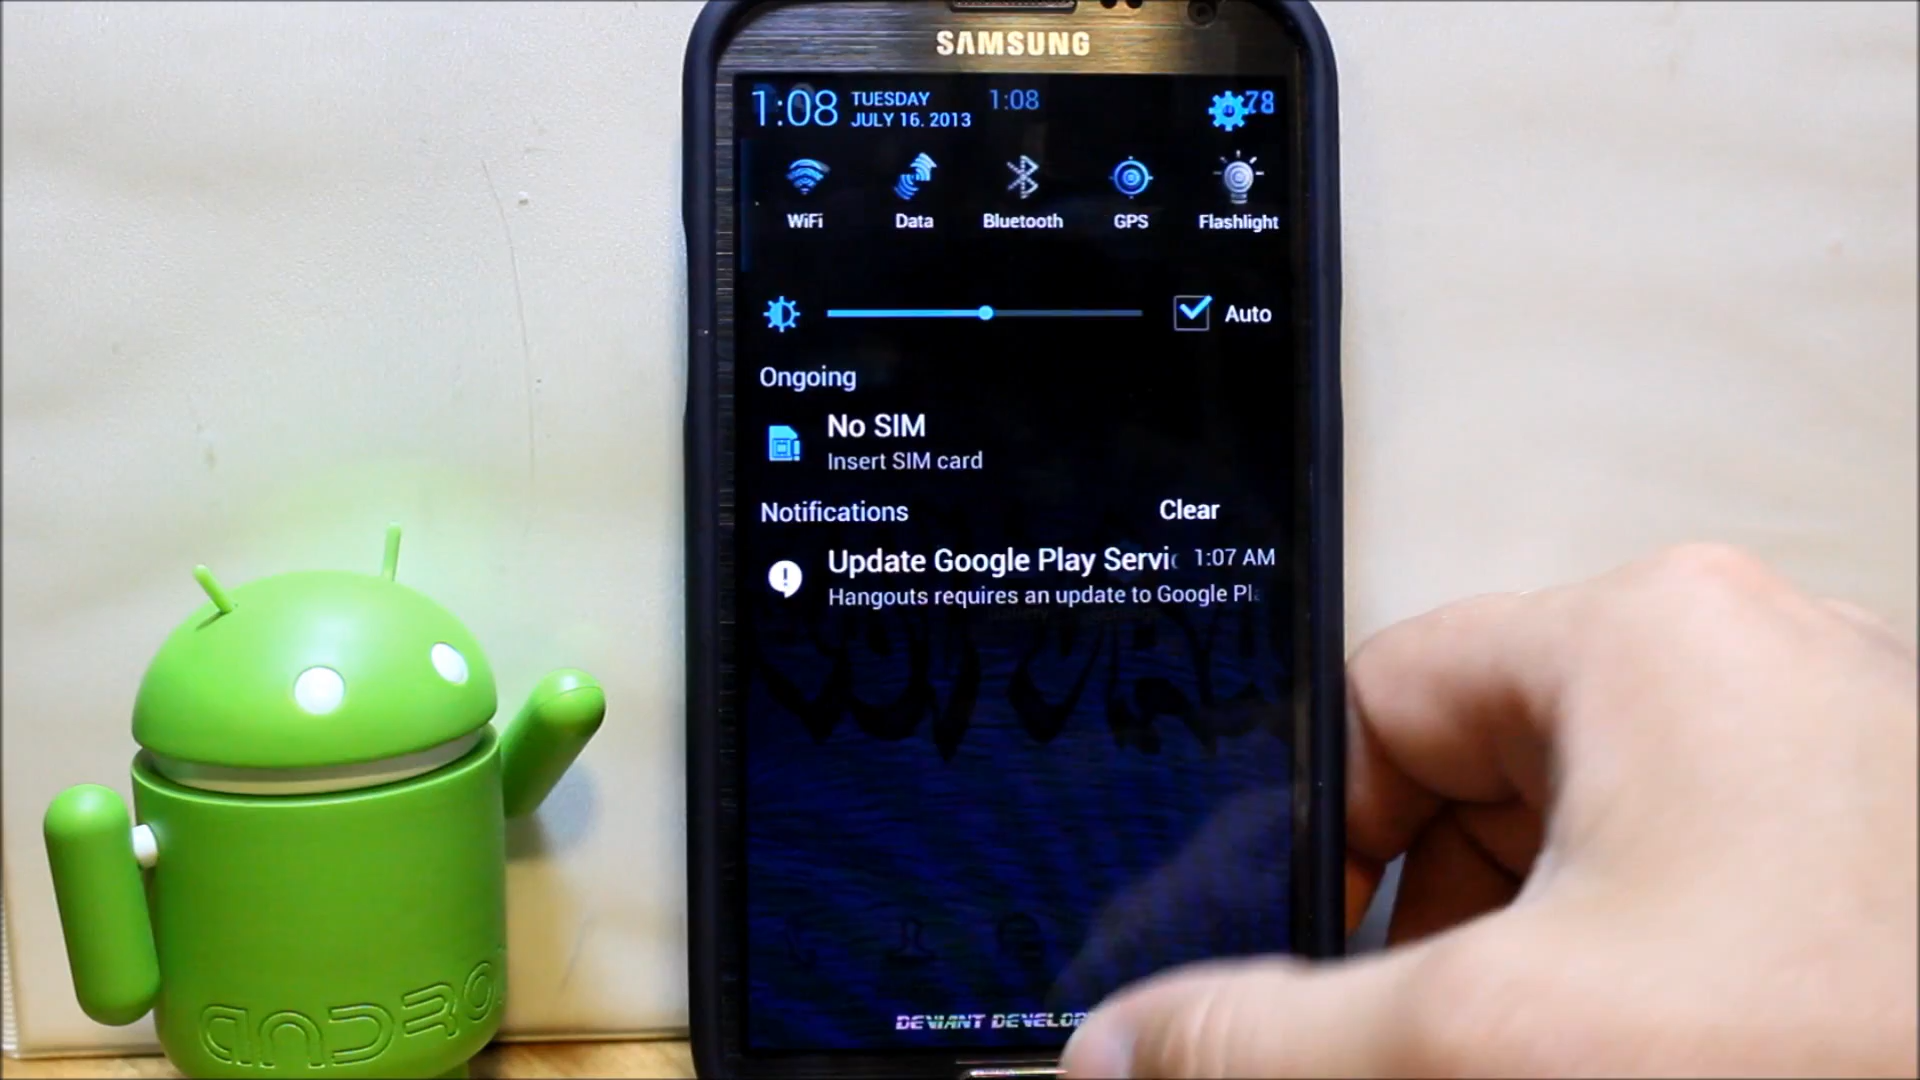 SAMSUNG
1:08
TUESDAY
JULY 16. 2013
1:08
78
WiFi
Data
Bluetooth
GPS
Flashlight
Auto
Ongoing
No SIM
Insert SIM card
Notifications
Clear
Update Google Play Servi
1:07 AM
Hangouts requires an update to Google Pl
DEVIANT DEVELOP
ANDRO